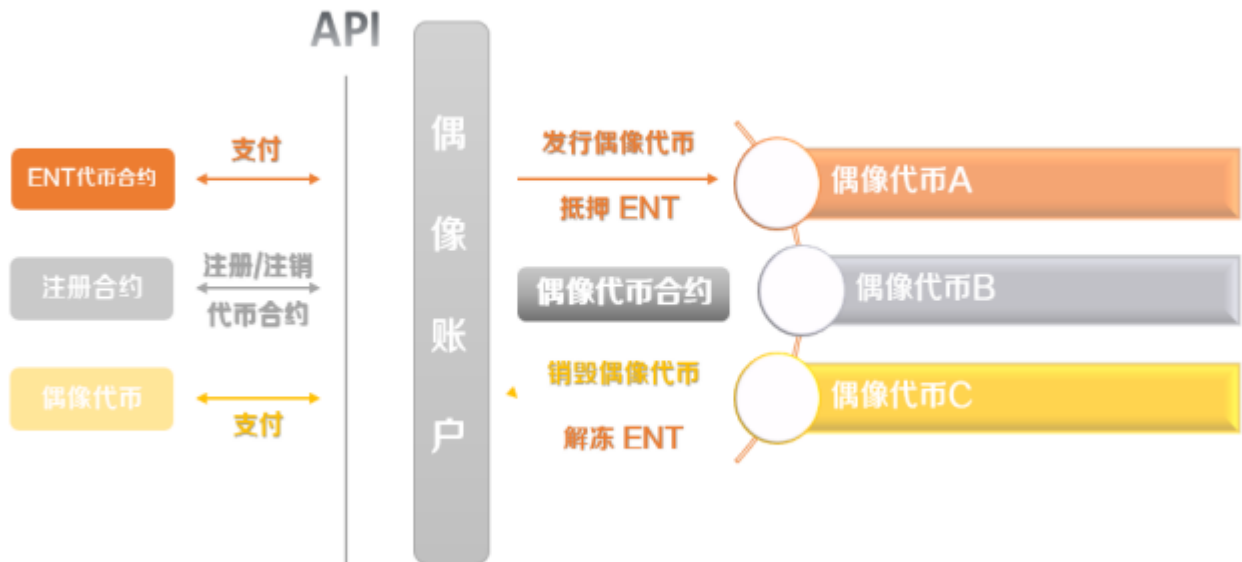 API
ENT代币合约
支付
注册合约
注册/注销
代币合约
偶像代币
支付
偶
像
账
户
发行偶像代币
抵押 ENT
偶像代币合约
销毁偶像代币
解冻 ENT
偶像代币A
偶像代币B
偶像代币C